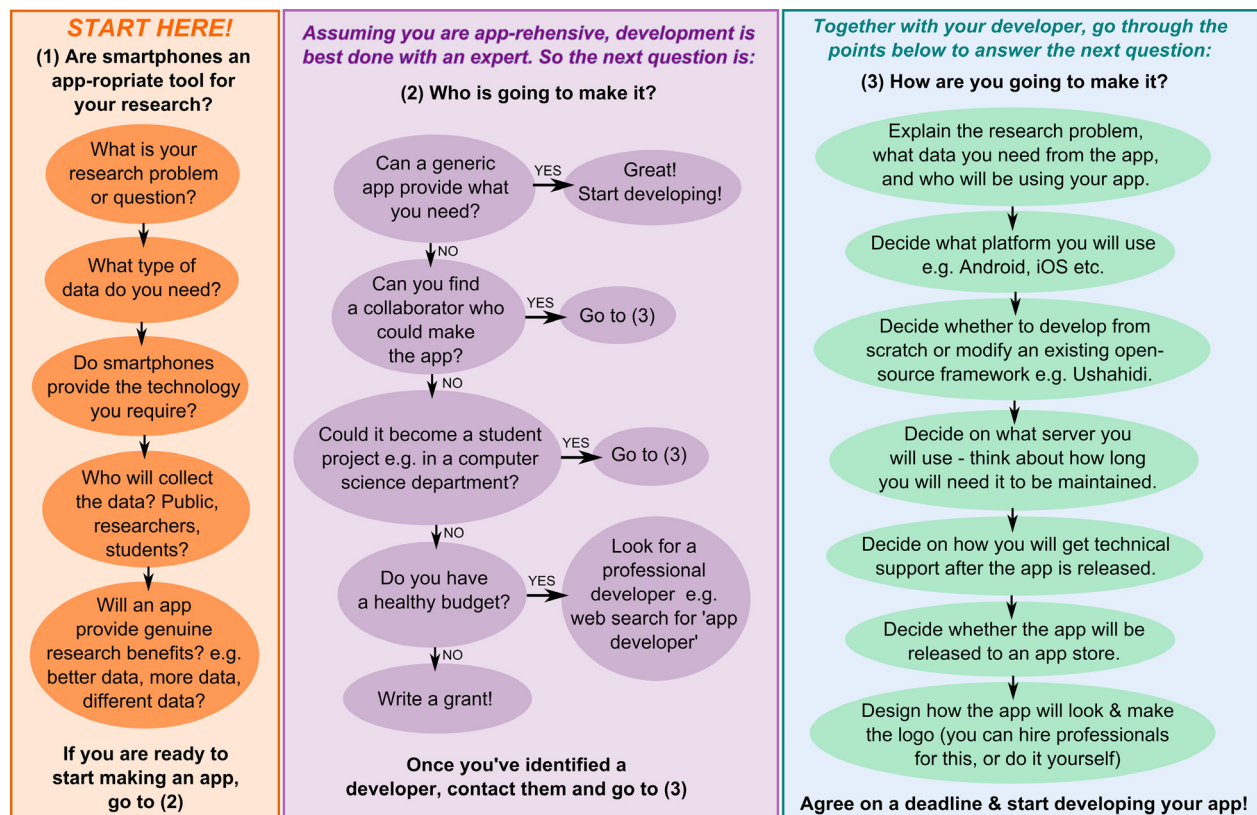 START HERE!
(1) Are smartphones an
app-ropriate tool for
your research?
What is your
research problem
or question?
What type of
data do you need?
Do smartphones
provide the technology
you require?
Who will collect
the data? Public,
researchers,
students?
Will an app
provide genuine
research benefits? e.g.
better data, more data,
different data?
If you are ready to
start making an app,
go to (2)
Assuming you are app-rehensive, development is
best done with an expert. So the next question is:
(2) Who is going to make it?
Can a generic
app provide what
you need?
YES
Great!
Start developing!
NO
Can you find
a collaborator who
could make
the app?
YES
Go to (3)
NO
Could it become a student
project e.g. in a computer
science department?
YES
Go to (3)
NO
Do you have
a healthy budget?
YES
Look for a
professional
developer e.g.
web search for 'app
developer'
NO
Write a grant!
Once you've identified a
developer, contact them and go to (3)
Together with your developer, go through the
points below to answer the next question:
(3) How are you going to make it?
Explain the research problem,
what data you need from the app,
and who will be using your app.
Decide what platform you will use
e.g. Android, iOS etc.
Decide whether to develop from
scratch or modify an existing open-
source framework e.g. Ushahidi.
Decide on what server you
will use - think about how long
you will need it to be maintained.
Decide on how you will get technical
support after the app is released.
Decide whether the app will be
released to an app store.
Design how the app will look & make
the logo (you can hire professionals
for this, or do it yourself)
Agree on a deadline & start developing your app!